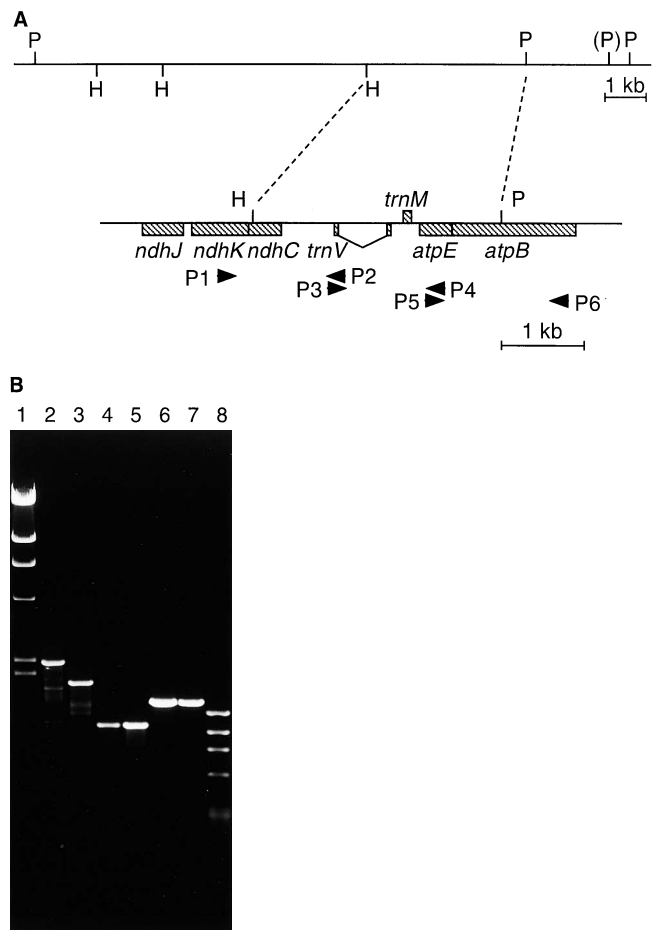 A
P P (P) P
H H H
1 kb
H trnM P
ndhJ ndhK ndhC trnV atpE atpB
P1 P2
P3 P4
P5 P6
1 kb
B
1 2 3 4 5 6 7 8